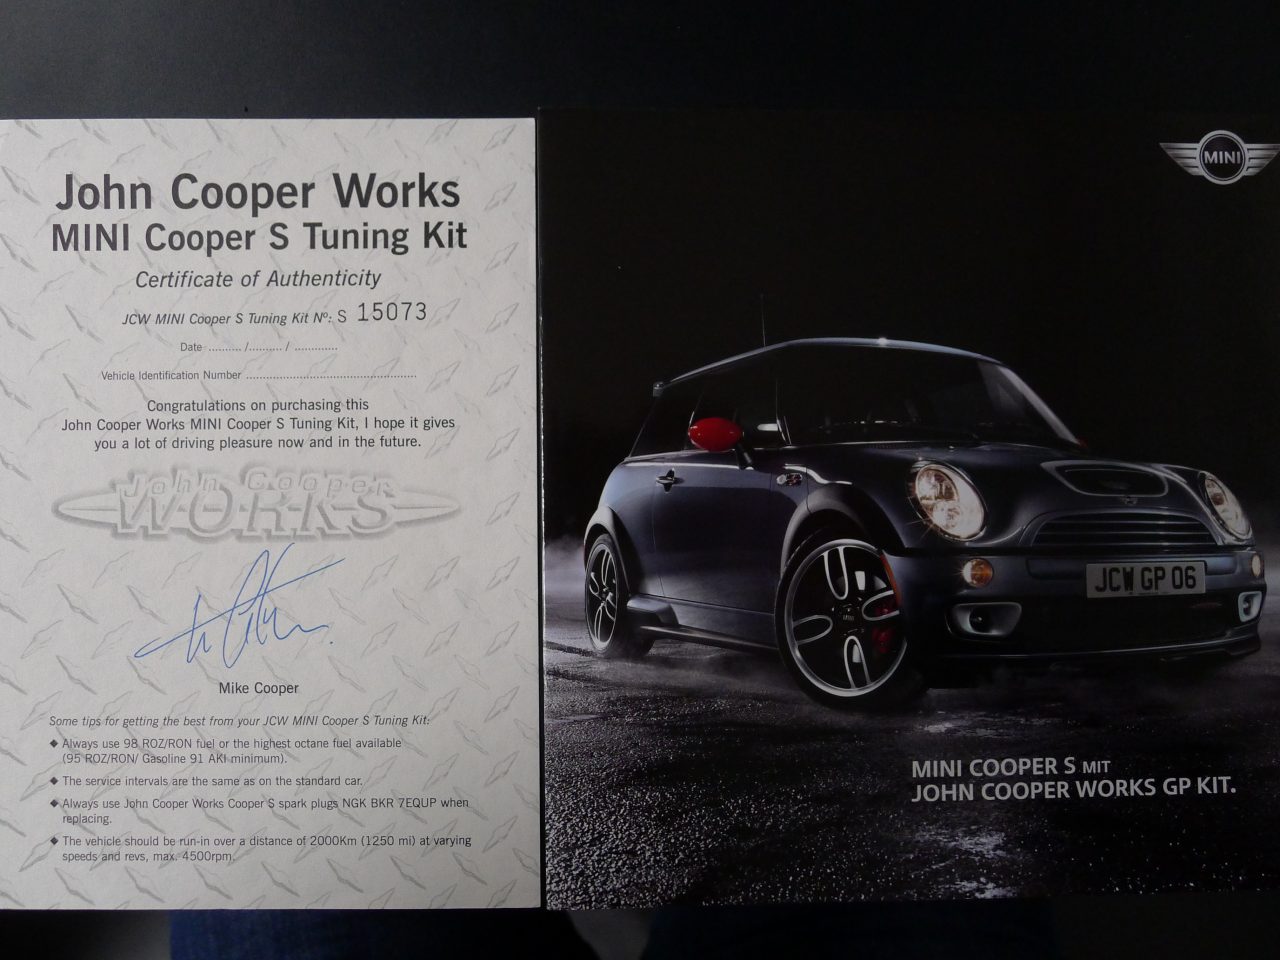 John Cooper Works
MINI Cooper S Tuning Kit
Certificate of Authenticity
JCW MINI Cooper S Tuning Kit Nº: S 15073
Date .......... /.......... / .............
Vehicle Identification Number ........................................................
Congratulations on purchasing this
John Cooper Works MINI Cooper S Tuning Kit, I hope it gives
you a lot of driving pleasure now and in the future.
John Cooper
WORKS
Mike Cooper
Some tips for getting the best from your JCW MINI Cooper S Tuning Kit:
◆ Always use 98 ROZ/RON fuel or the highest octane fuel available
(95 ROZ/RON/ Gasoline 91 AKI minimum).
◆ The service intervals are the same as on the standard car.
◆ Always use John Cooper Works Cooper S spark plugs NGK BKR 7EQUP when
replacing.
◆ The vehicle should be run-in over a distance of 2000Km (1250 mi) at varying
speeds and revs, max. 4500rpm.
MINI
JCW GP 06
MINI
MINI COOPER S MIT
JOHN COOPER WORKS GP KIT.